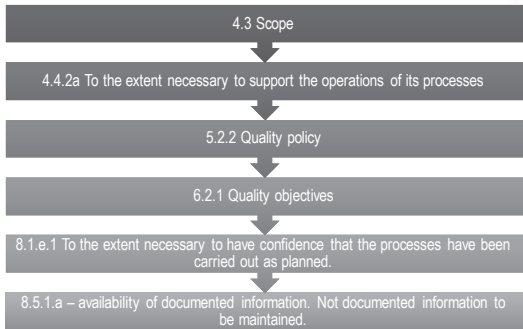 4.3 Scope
4.4.2a To the extent necessary to support the operations of its processes
5.2.2 Quality policy
6.2.1 Quality objectives
8.1.e.1 To the extent necessary to have confidence that the processes have been
carried out as planned.
8.5.1.a – availability of documented information. Not documented information to
be maintained.